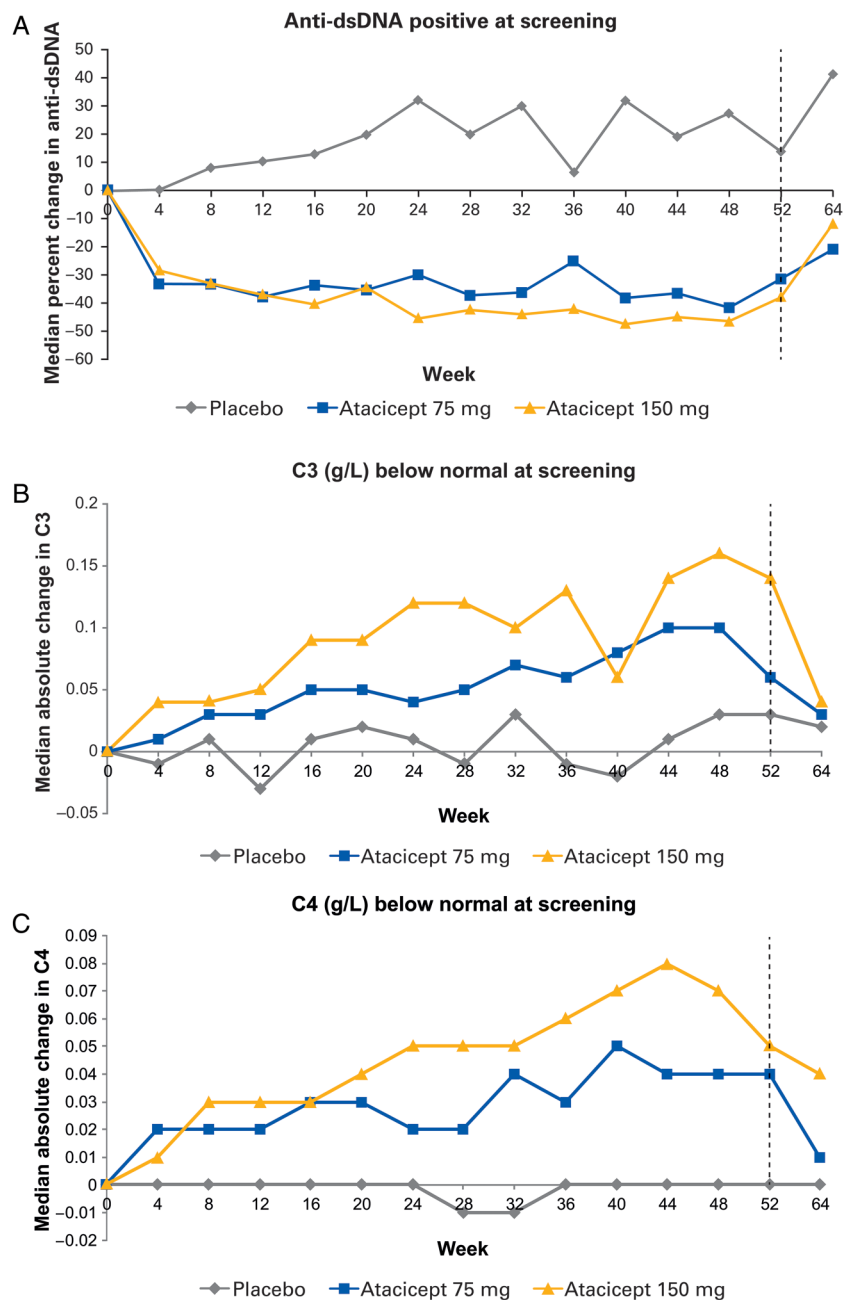 A
Anti-dsDNA positive at screening
Median percent change in anti-dsDNA
50
40
30
20
10
0
–10
–20
–30
–40
–50
–60
0 4 8 12 16 20 24 28 32 36 40 44 48 52 64
Week
Placebo Atacicept 75 mg Atacicept 150 mg
B
C3 (g/L) below normal at screening
Median absolute change in C3
0.2
0.15
0.1
0.05
0
–0.05
0 4 8 12 16 20 24 28 32 36 40 44 48 52 64
Week
Placebo Atacicept 75 mg Atacicept 150 mg
C
C4 (g/L) below normal at screening
Median absolute change in C4
0.09
0.08
0.07
0.06
0.05
0.04
0.03
0.02
0.01
0
–0.01
–0.02
0 4 8 12 16 20 24 28 32 36 40 44 48 52 64
Week
Placebo Atacicept 75 mg Atacicept 150 mg